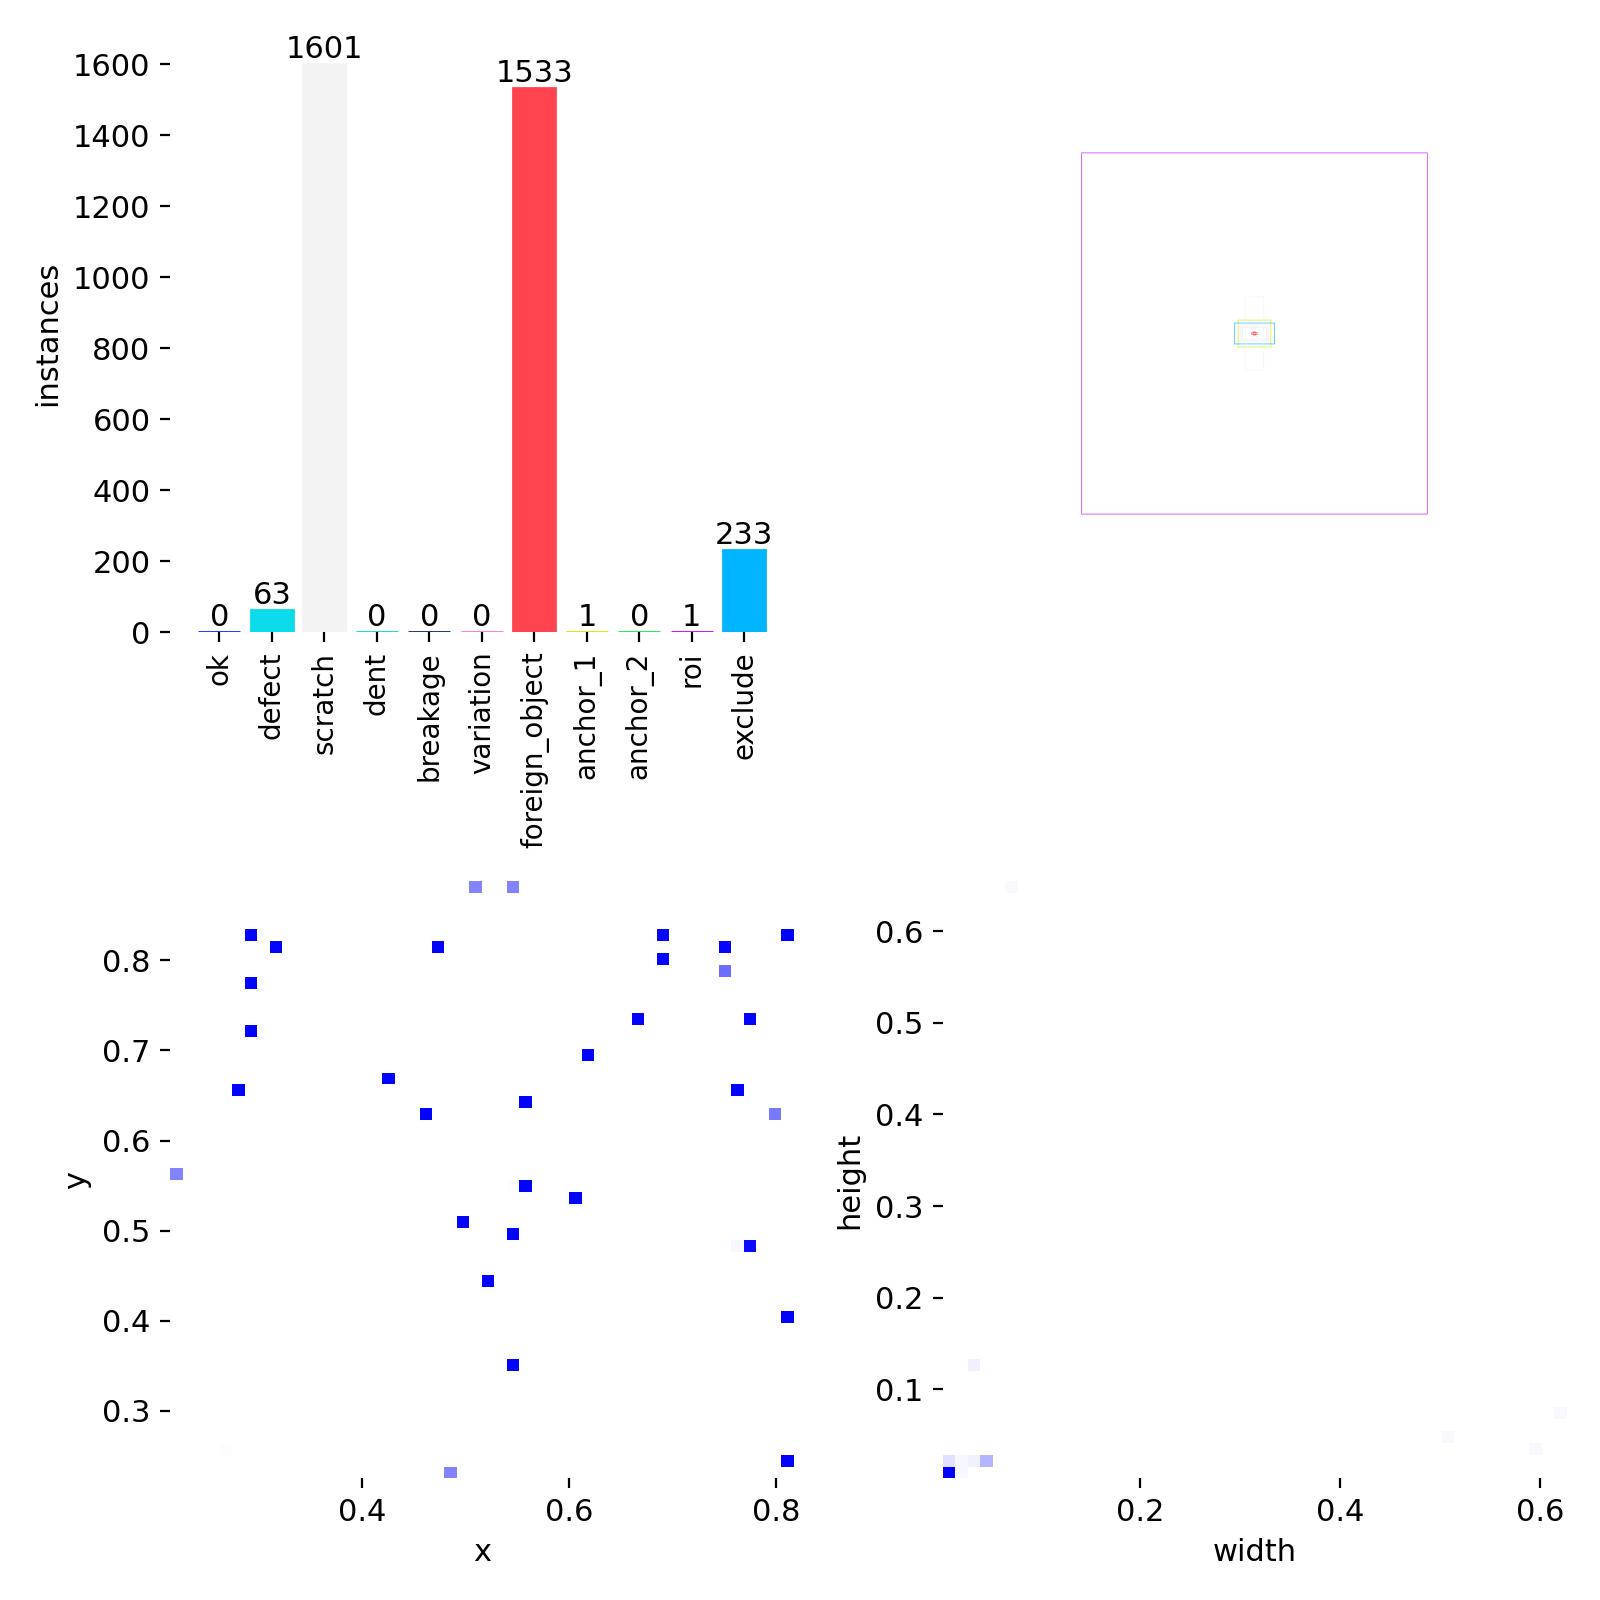 1601
1533
233
63
0
0
0
0
1
0
1
1600
1400
1200
1000
800
600
400
200
0
instances
ok
defect
scratch
dent
breakage
variation
foreign_object
anchor_1
anchor_2
roi
exclude
0.8
0.7
0.6
0.5
0.4
0.3
y
0.4 0.6 0.8
x
0.6
0.5
0.4
0.3
0.2
0.1
height
0.2 0.4 0.6
width